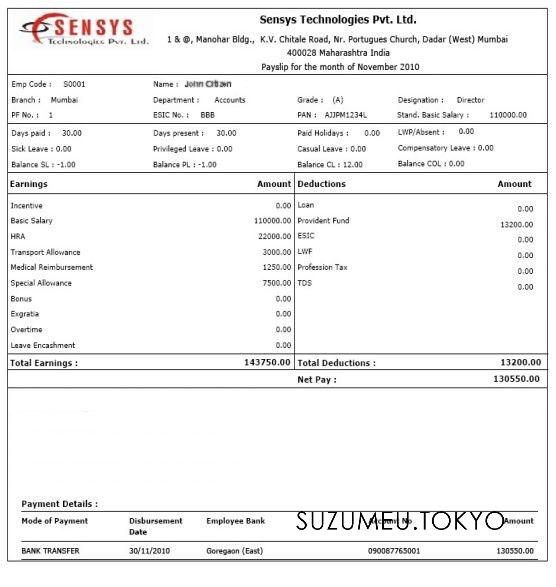 SENSYS
Technologies Pvt. Ltd.
Sensys Technologies Pvt. Ltd.
1 & @, Manohar Bldg., K.V. Chitale Road, Nr. Portugues Church, Dadar (West) Mumbai
400028 Maharashtra India
Payslip for the month of November 2010
Emp Code : S0001 Name : John Citizen
Branch : Mumbai Department : Accounts Grade : (A) Designation : Director
PF No. : 1 ESIC No. : BBB PAN : AJJPM1234L Stand. Basic Salary : 110000.00
Days paid : 30.00 Days present : 30.00 Paid Holidays : 0.00 LWP/Absent : 0.00
Sick Leave : 0.00 Privileged Leave : 0.00 Casual Leave : 0.00 Compensatory Leave : 0.00
Balance SL : -1.00 Balance PL : -1.00 Balance CL : 12.00 Balance COL : 0.00
Earnings Amount Deductions Amount
Incentive 0.00 Loan 0.00
Basic Salary 110000.00 Provident Fund 13200.00
HRA 22000.00 ESIC 0.00
Transport Allowance 3000.00 LWF 0.00
Medical Reimbursement 1250.00 Profession Tax 0.00
Special Allowance 7500.00 TDS 0.00
Bonus 0.00
Exgratia 0.00
Overtime 0.00
Leave Encashment 0.00
Total Earnings : 143750.00 Total Deductions : 13200.00
Net Pay : 130550.00
Payment Details :
Mode of Payment Disbursement Date Employee Bank Account No Amount
SUZUMEU.TOKYO
BANK TRANSFER 30/11/2010 Goregaon (East) 090087765001 130550.00